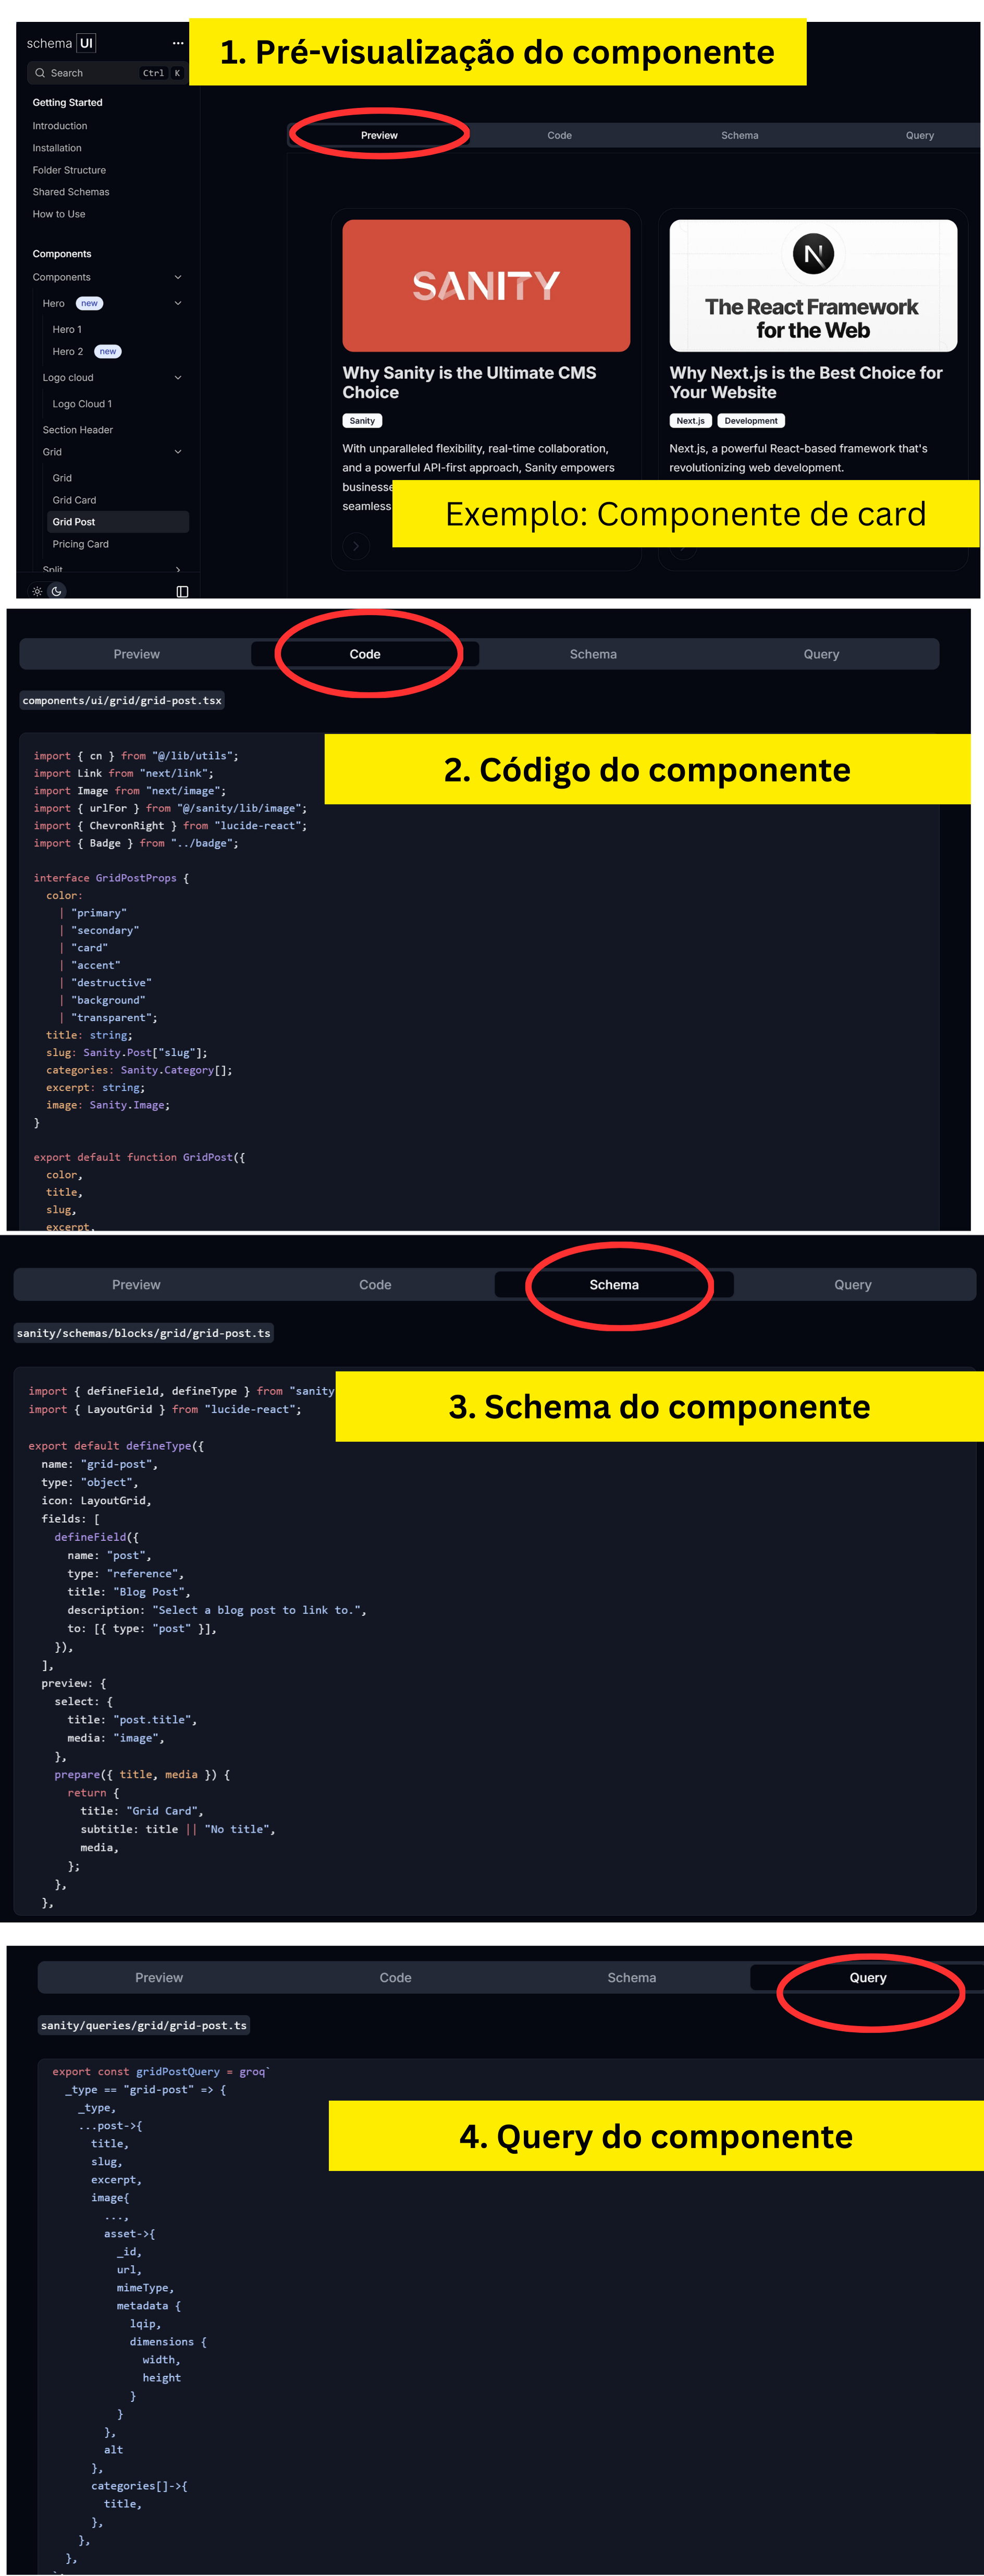 schema UI
1. Pré-visualização do componente
Search Ctrl K
Getting Started
Introduction
Installation
Folder Structure
Shared Schemas
How to Use
Components
Components
Hero new
Hero 1
Hero 2 new
Logo cloud
Logo Cloud 1
Section Header
Grid
Grid
Grid Card
Grid Post
Pricing Card
Split
Preview Code Schema Query
SANITY
Why Sanity is the Ultimate CMS
Choice
Sanity
With unparalleled flexibility, real-time collaboration,
and a powerful API-first approach, Sanity empowers
businesse
seamless
N
The React Framework
for the Web
Why Next.js is the Best Choice for
Your Website
Next.js Development
Next.js, a powerful React-based framework that's
revolutionizing web development.
Exemplo: Componente de card
Preview Code Schema Query
components/ui/grid/grid-post.tsx
2. Código do componente
import { cn } from "@/lib/utils";
import Link from "next/link";
import Image from "next/image";
import { urlFor } from "@/sanity/lib/image";
import { ChevronRight } from "lucide-react";
import { Badge } from "../badge";
interface GridPostProps {
color:
| "primary"
| "secondary"
| "card"
| "accent"
| "destructive"
| "background"
| "transparent";
title: string;
slug: Sanity.Post["slug"];
categories: Sanity.Category[];
excerpt: string;
image: Sanity.Image;
}
export default function GridPost({
color,
title,
slug,
excerpt,
Preview Code Schema Query
sanity/schemas/blocks/grid/grid-post.ts
3. Schema do componente
import { defineField, defineType } from "sanity
import { LayoutGrid } from "lucide-react";
export default defineType({
name: "grid-post",
type: "object",
icon: LayoutGrid,
fields: [
defineField({
name: "post",
type: "reference",
title: "Blog Post",
description: "Select a blog post to link to.",
to: [{ type: "post" }],
}),
],
preview: {
select: {
title: "post.title",
media: "image",
},
prepare({ title, media }) {
return {
title: "Grid Card",
subtitle: title || "No title",
media,
};
},
},
Preview Code Schema Query
sanity/queries/grid/grid-post.ts
4. Query do componente
export const gridPostQuery = groq`
_type == "grid-post" => {
_type,
...post->{
title,
slug,
excerpt,
image{
...,
asset->{
_id,
url,
mimeType,
metadata {
lqip,
dimensions {
width,
height
}
}
},
alt
},
categories[]->{
title,
},
},
},